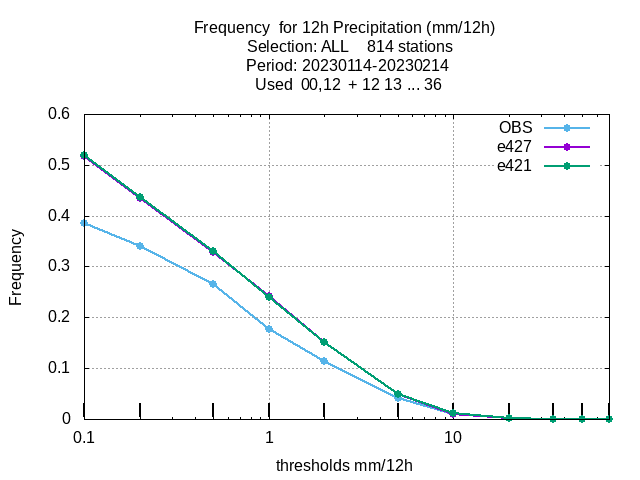 Frequency  for 12h Precipitation (mm/12h)
Selection: ALL    814 stations
Period: 20230114-20230214
Used  00,12  + 12 13 ... 36
0.6
0.5
0.4
0.3
0.2
0.1
0
Frequency
OBS
e427
e421
0.1
1
10
thresholds mm/12h